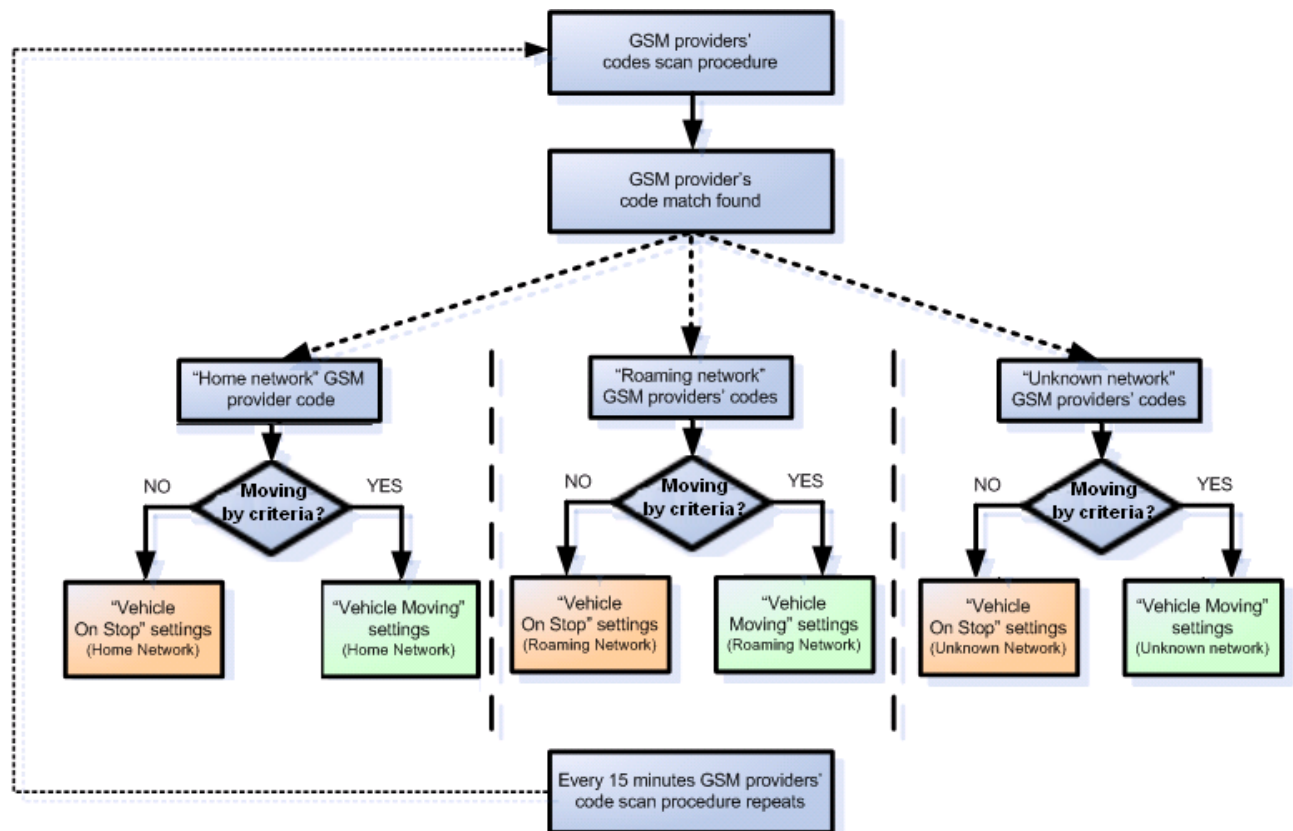 GSM providers'
codes scan procedure
GSM provider's
code match found
"Home network" GSM
provider code
"Roaming network"
GSM providers' codes
"Unknown network"
GSM providers' codes
NO
Moving
by criteria?
YES
NO
Moving
by criteria?
YES
NO
Moving
by criteria?
YES
"Vehicle
On Stop" settings
(Home Network)
"Vehicle Moving"
settings
(Home Network)
"Vehicle
On Stop" settings
(Roaming Network)
"Vehicle
Moving" settings
(Roaming Network)
"Vehicle
On Stop" settings
(Unknown Network)
"Vehicle Moving"
settings
(Unknown network)
Every 15 minutes GSM providers'
code scan procedure repeats